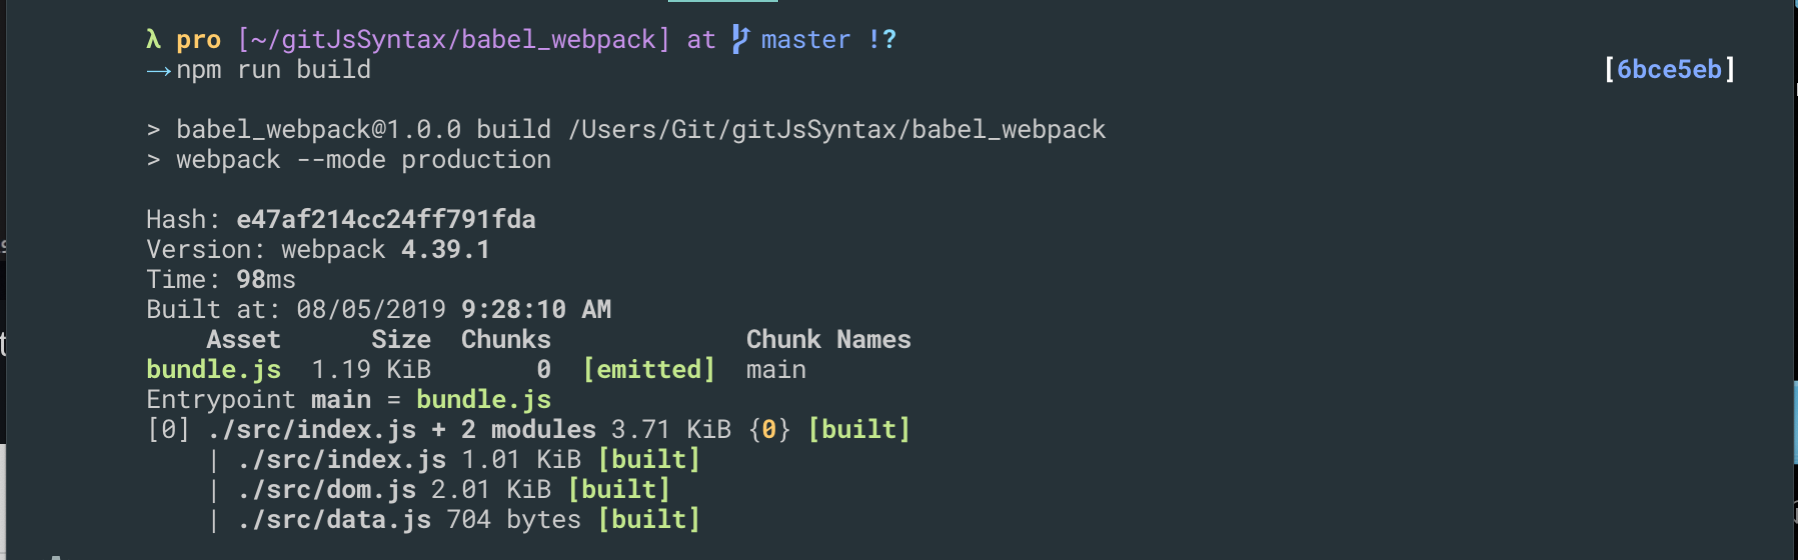 λ pro [~/gitJsSyntax/babel_webpack] at master !?
→npm run build [6bce5eb]
> babel_webpack@1.0.0 build /Users/Git/gitJsSyntax/babel_webpack
> webpack --mode production
Hash: e47af214cc24ff791fda
Version: webpack 4.39.1
Time: 98ms
Built at: 08/05/2019 9:28:10 AM
Asset Size Chunks Chunk Names
bundle.js 1.19 KiB 0 [emitted] main
Entrypoint main = bundle.js
[0] ./src/index.js + 2 modules 3.71 KiB {0} [built]
| ./src/index.js 1.01 KiB [built]
| ./src/dom.js 2.01 KiB [built]
| ./src/data.js 704 bytes [built]